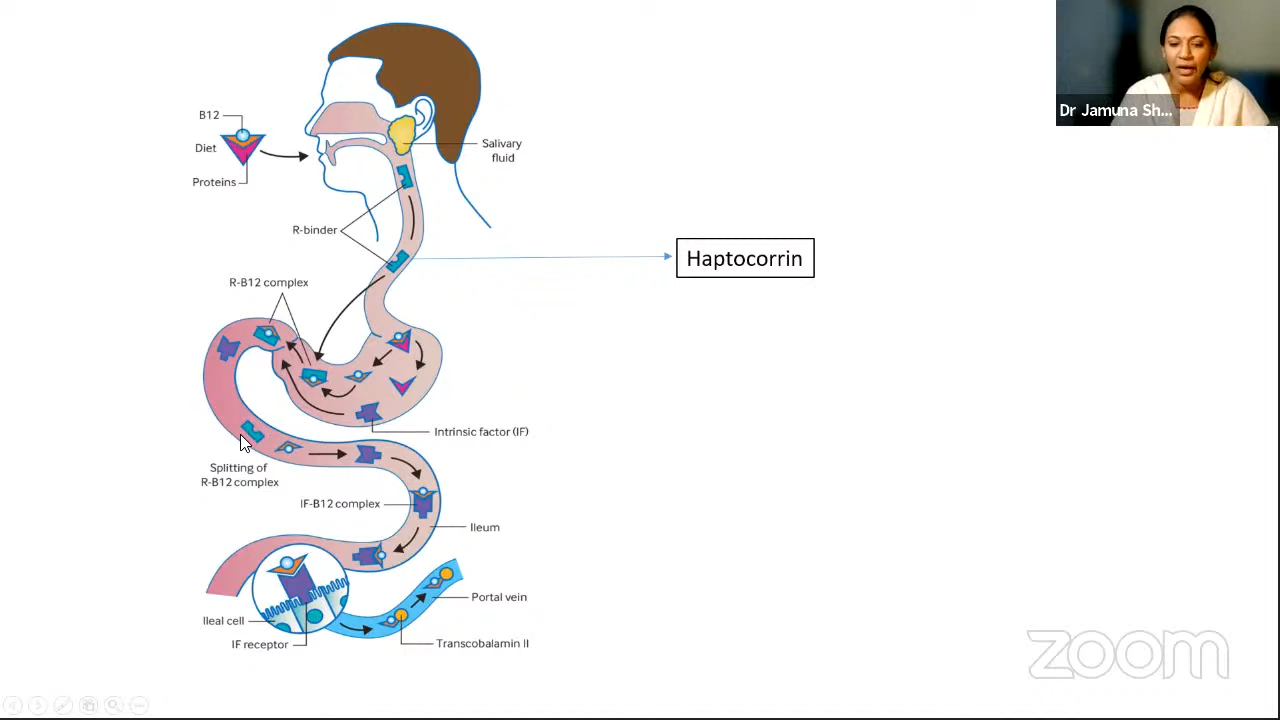 Dr Jamuna Sh...
B12
Diet
Proteins
Salivary
fluid
R-binder
Haptocorrin
R-B12 complex
Intrinsic factor (IF)
Splitting of
R-B12 complex
IF-B12 complex
Ileum
Portal vein
Ileal cell
IF receptor
Transcobalamin II
zoom